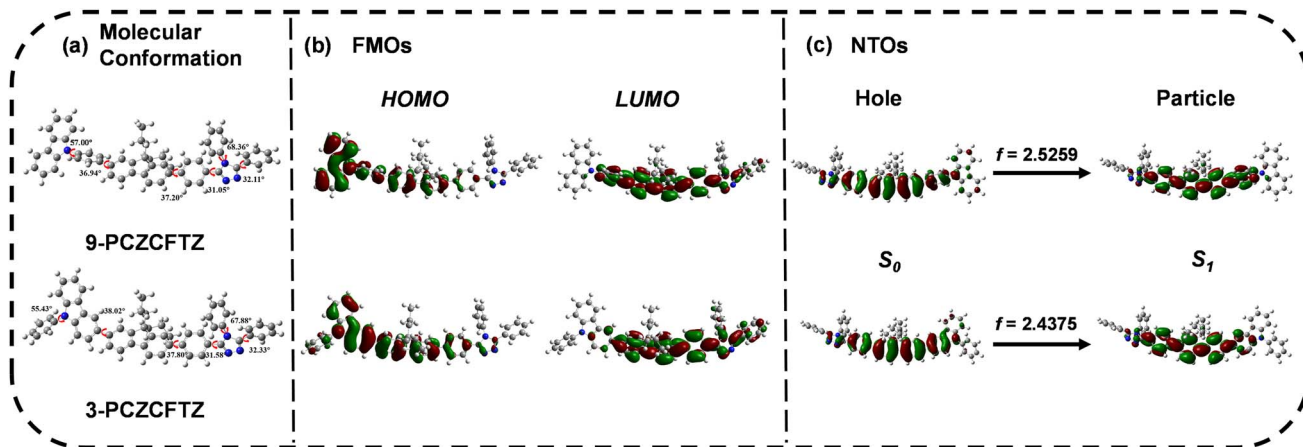 (a) Molecular
Conformation
57.00°
36.94°
37.20°
68.36°
32.11°
31.05°
9-PCZCFTZ
55.43°
38.02°
37.80°
67.88°
31.58°
32.33°
3-PCZCFTZ
(b) FMOs
HOMO
LUMO
(c) NTOs
Hole
Particle
f = 2.5259
S0
S1
f = 2.4375